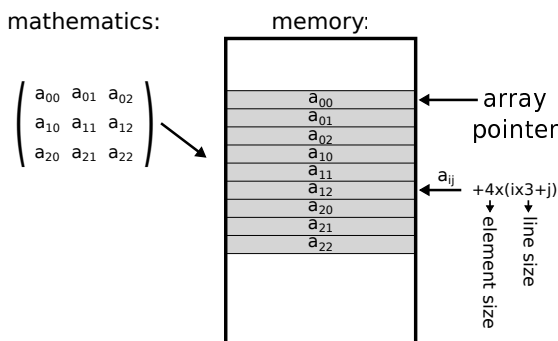 mathematics:
memory:
a₀₀ a₀₁ a₀₂
a₁₀ a₁₁ a₁₂
a₂₀ a₂₁ a₂₂
a₀₀
a₀₁
a₀₂
a₁₀
a₁₁
a₁₂
a₂₀
a₂₁
a₂₂
array
pointer
aᵢⱼ
+4x(ix3+j)
element size
line size